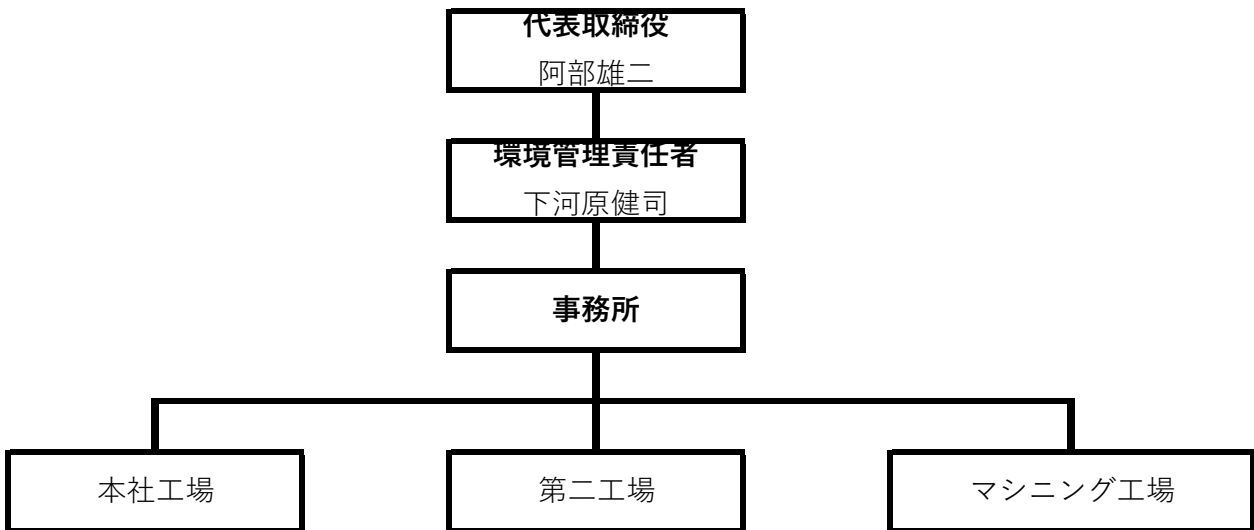 代表取締役
阿部雄二
環境管理責任者
下河原健司
事務所
本社工場
第二工場
マシニング工場